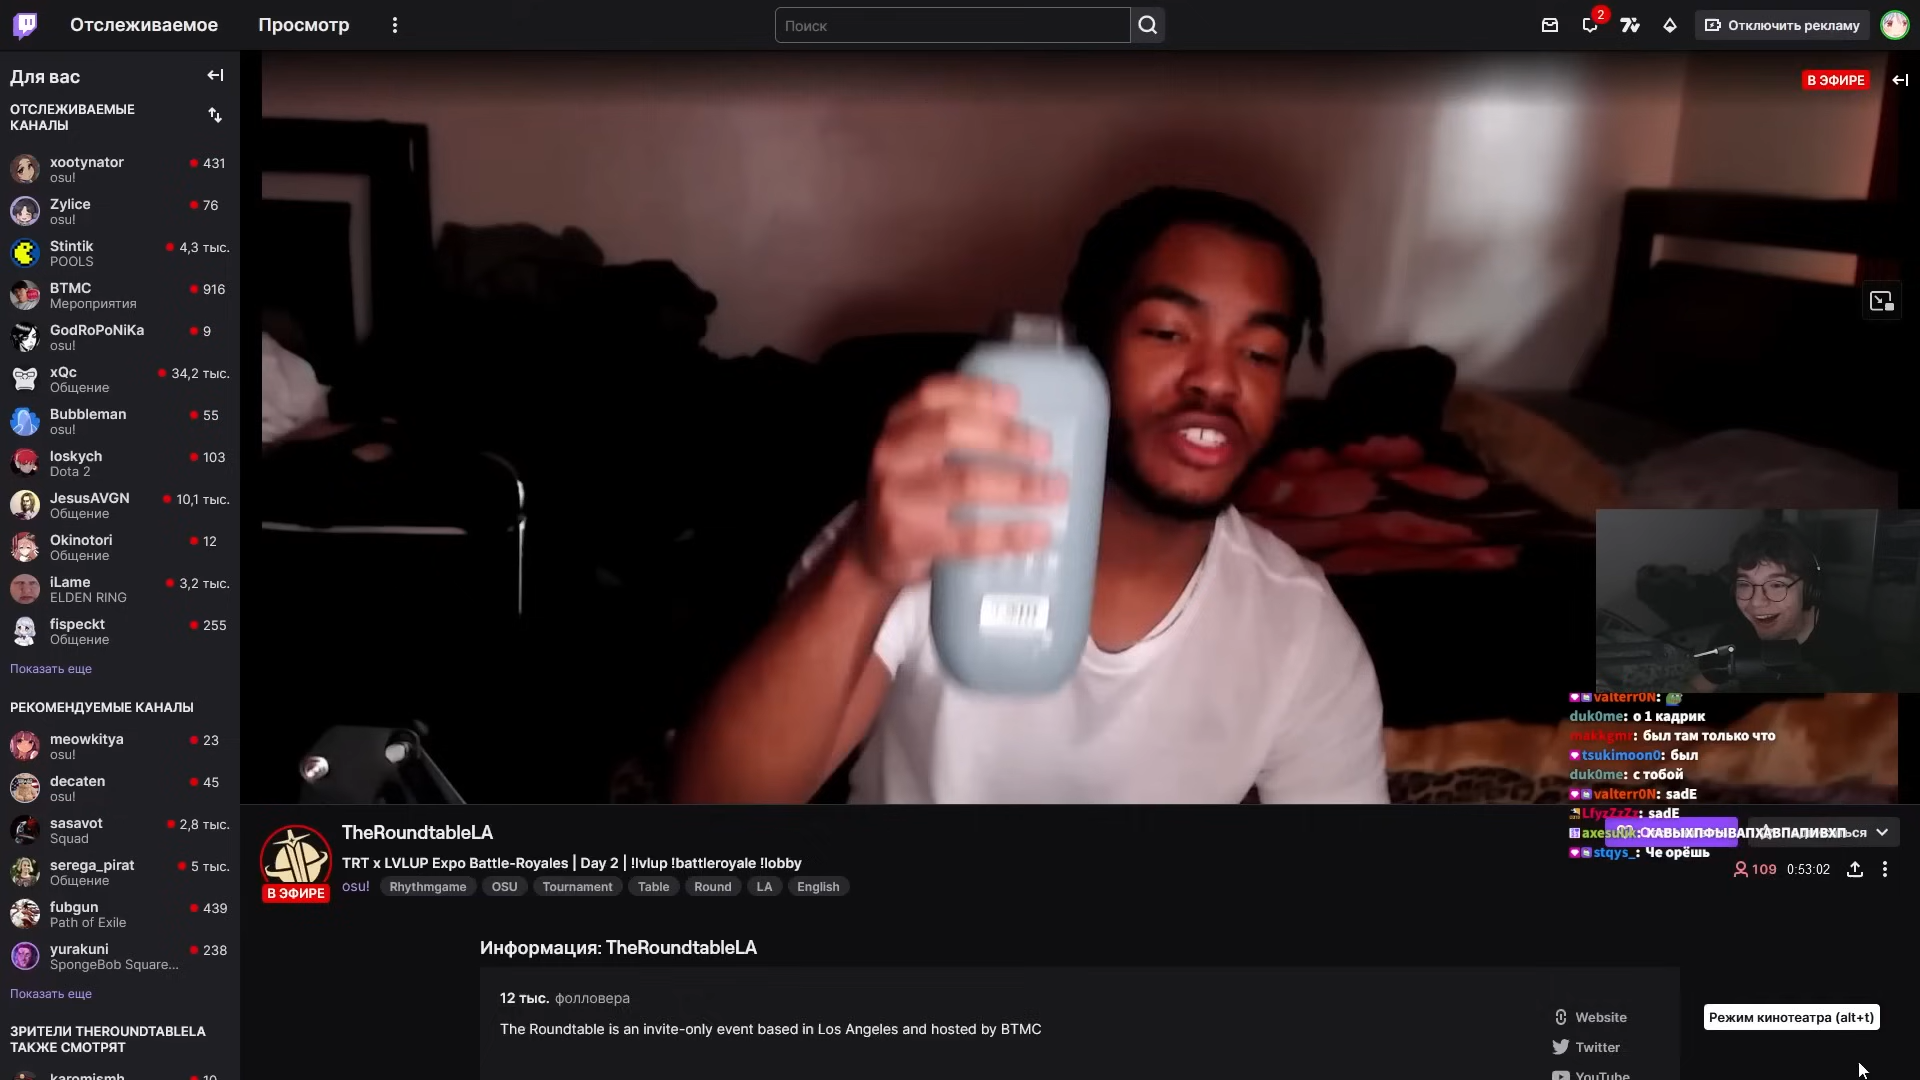 Отслеживаемое
Просмотр
Поиск
2
Отключить рекламу
Для вас
ОТСЛЕЖИВАЕМЫЕ
КАНАЛЫ
xootynator
431
osu!
Zylice
76
osu!
Stintik
4,3 тыс.
POOLS
BTMC
916
Мероприятия
GodRoPoNiKa
9
osu!
xQc
34,2 тыс.
Общение
Bubbleman
55
osu!
loskych
103
Dota 2
JesusAVGN
10,1 тыс.
Общение
Okinotori
12
Общение
iLame
3,2 тыс.
ELDEN RING
fispeckt
255
Общение
Показать еще
РЕКОМЕНДУЕМЫЕ КАНАЛЫ
meowkitya
23
osu!
decaten
45
osu!
sasavot
2,8 тыс.
Squad
serega_pirat
5 тыс.
Общение
fubgun
439
Path of Exile
yurakuni
238
SpongeBob Square...
Показать еще
ЗРИТЕЛИ THEROUNDTABLELA
ТАКЖЕ СМОТРЯТ
karomismh
10
В ЭФИРЕ
valterr0N:
duk0me: о 1 кадрик
makkgmr: был там только что
tsukimoon0: был
duk0me: с тобой
valterr0N: sadE
LfyzZzZz: sadE
stqys_: Че орёшь
TheRoundtableLA
TRT x LVLUP Expo Battle-Royales | Day 2 | !lvlup !battleroyale !lobby
В ЭФИРЕ
osu!
Rhythmgame
OSU
Tournament
Table
Round
LA
English
109
0:53:02
Информация: TheRoundtableLA
12 тыс. фолловера
The Roundtable is an invite-only event based in Los Angeles and hosted by BTMC
Website
Twitter
YouTube
Режим кинотеатра (alt+t)